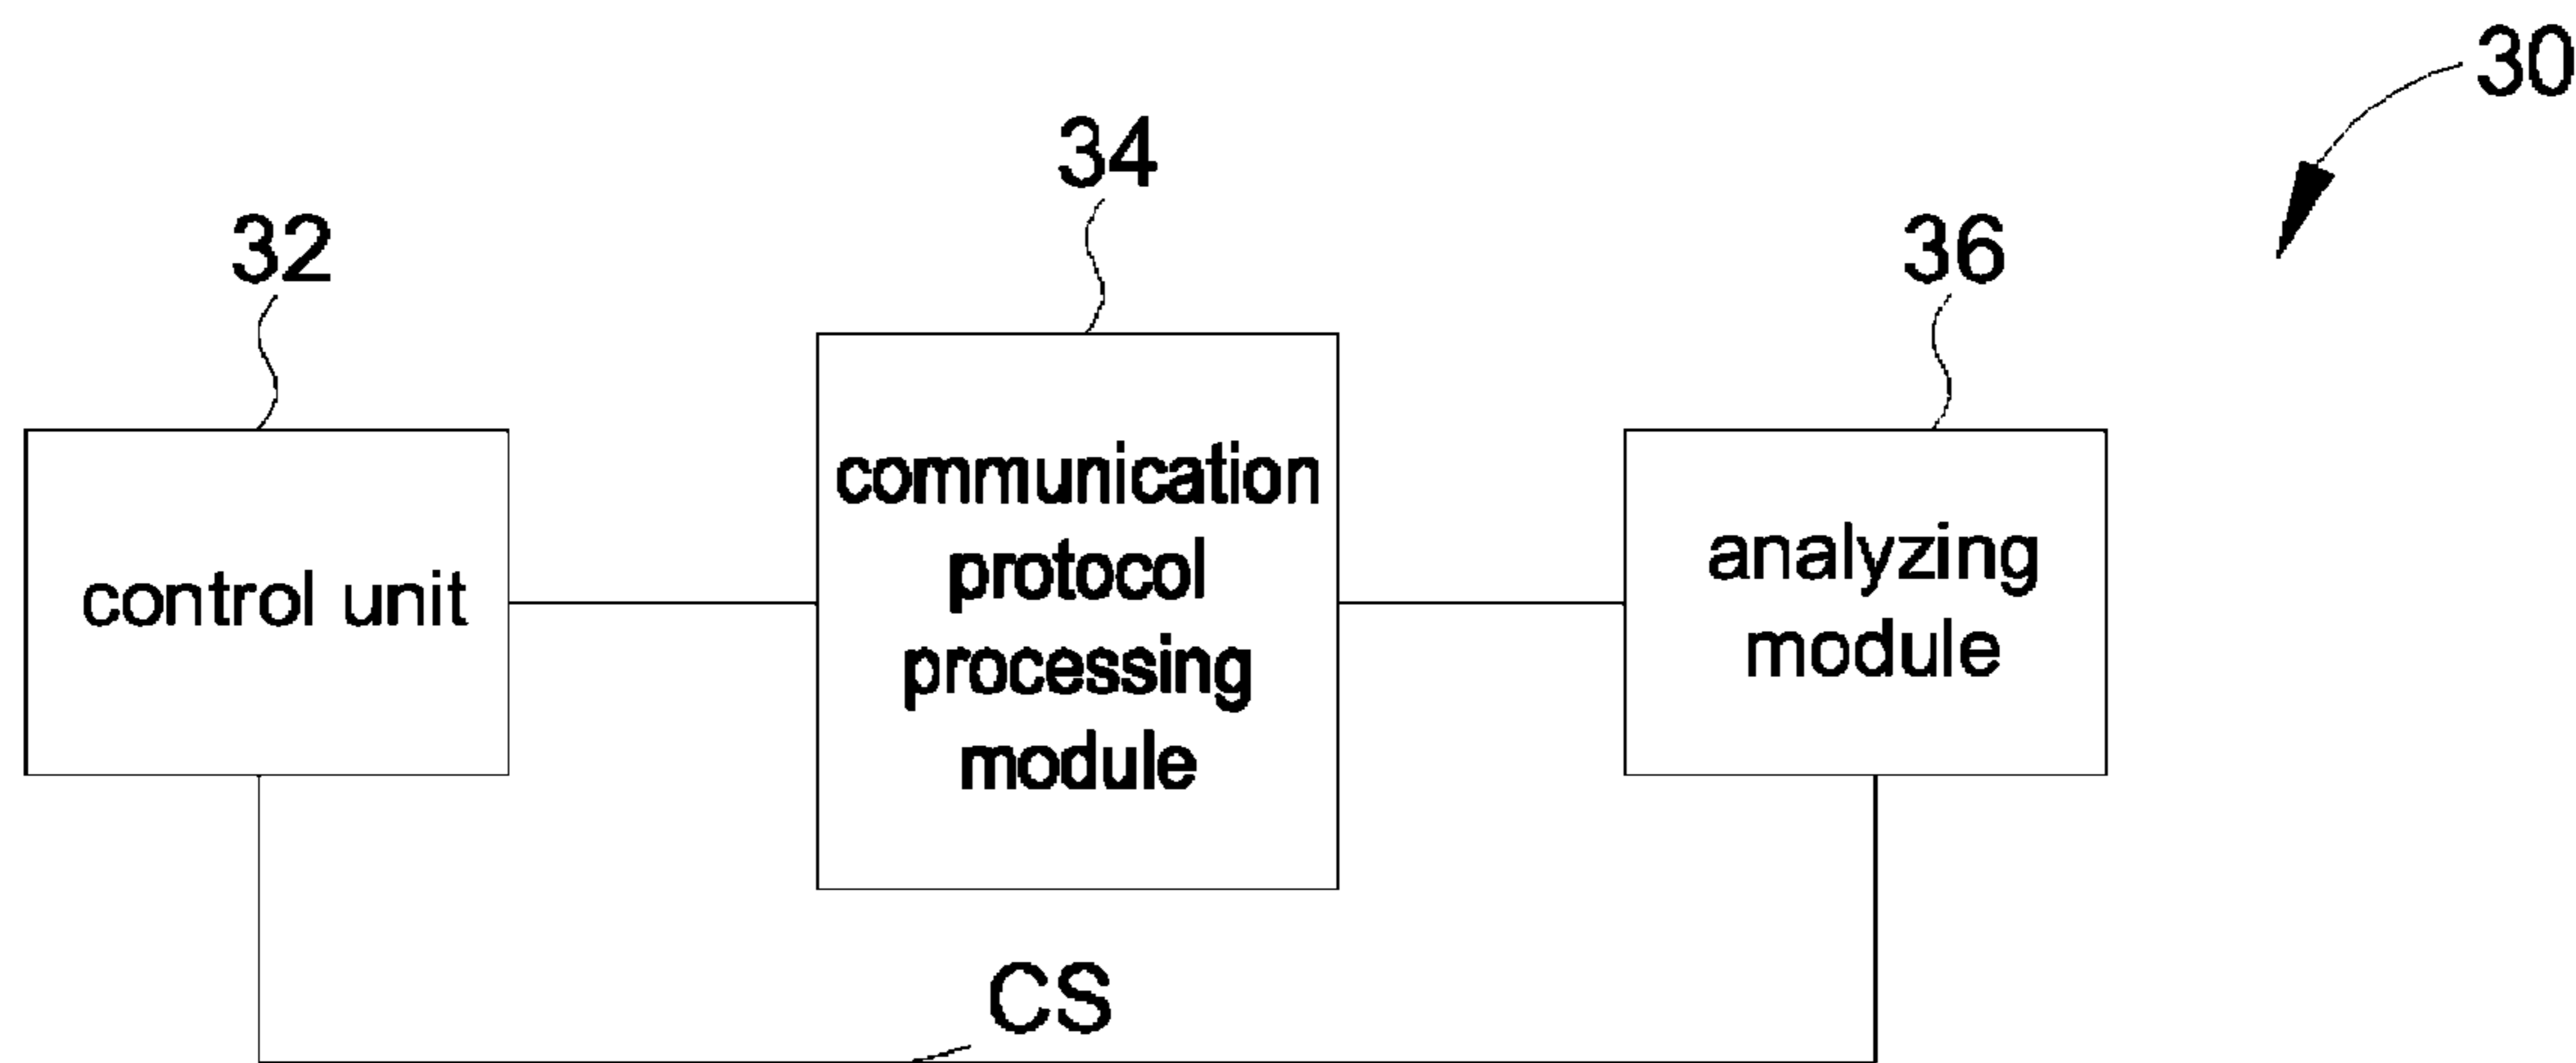 30
34
32
36
control unit
communication
protocol
processing
module
analyzing
module
CS